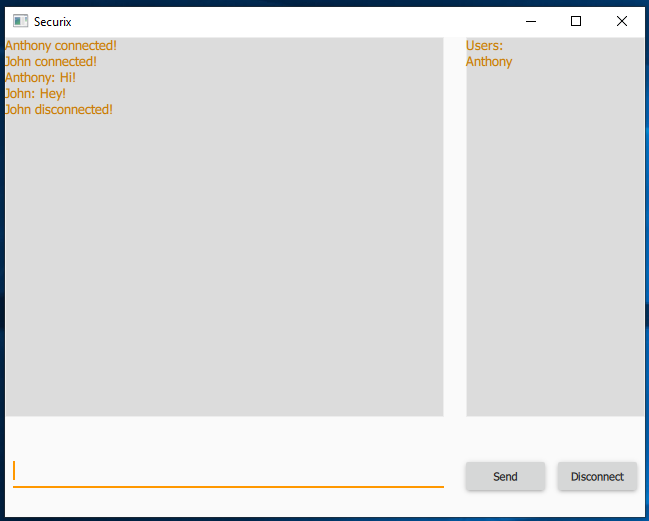 Securix
Anthony connected!
John connected!
Anthony: Hi!
John: Hey!
John disconnected!
Users:
Anthony
Send
Disconnect